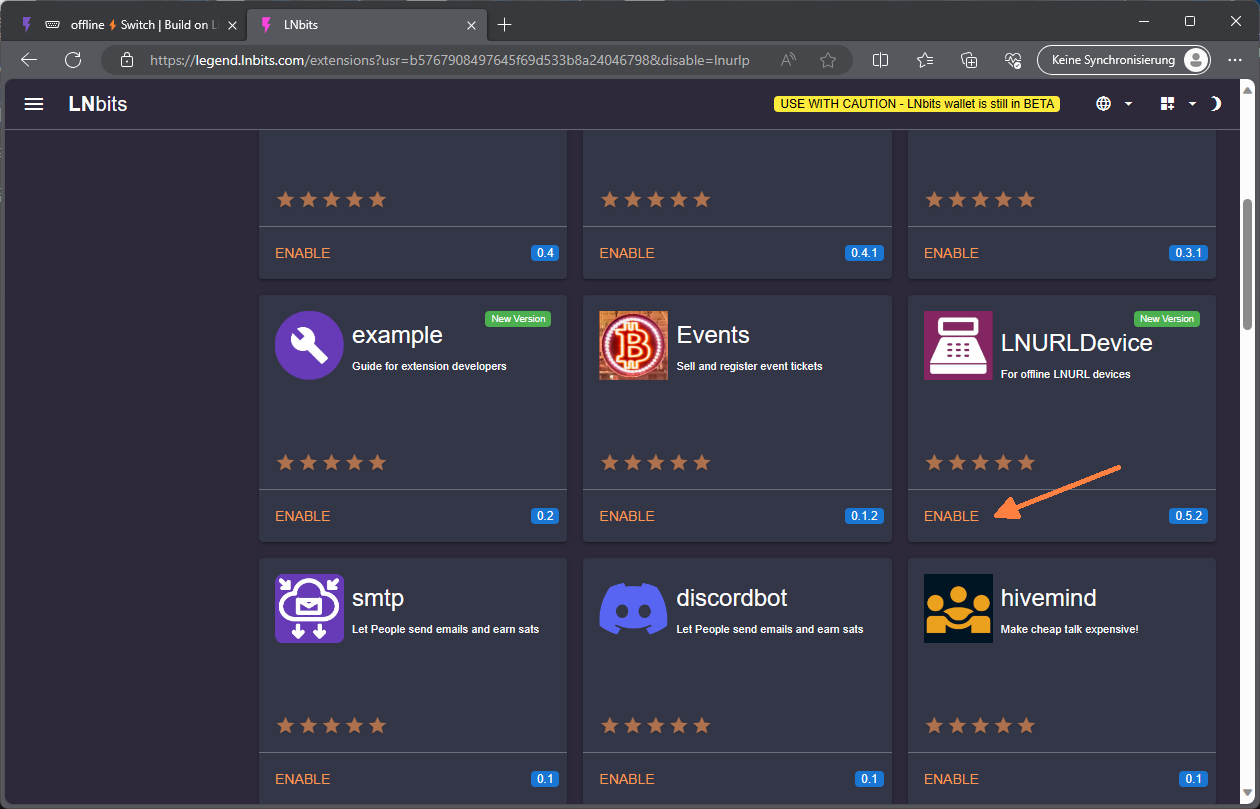 offline⚡Switch | Build on L
LNbits
https://legend.lnbits.com/extensions?usr=b5767908497645f69d533b8a24046798&disable=lnurlp
Keine Synchronisierung
LNbits
USE WITH CAUTION - LNbits wallet is still in BETA
ENABLE 0.4
ENABLE 0.4.1
ENABLE 0.3.1
New Version
example
Guide for extension developers
ENABLE 0.2
Events
Sell and register event tickets
ENABLE 0.1.2
New Version
LNURLDevice
For offline LNURL devices
ENABLE 0.5.2
smtp
Let People send emails and earn sats
ENABLE 0.1
discordbot
Let People send emails and earn sats
ENABLE 0.1
hivemind
Make cheap talk expensive!
ENABLE 0.1